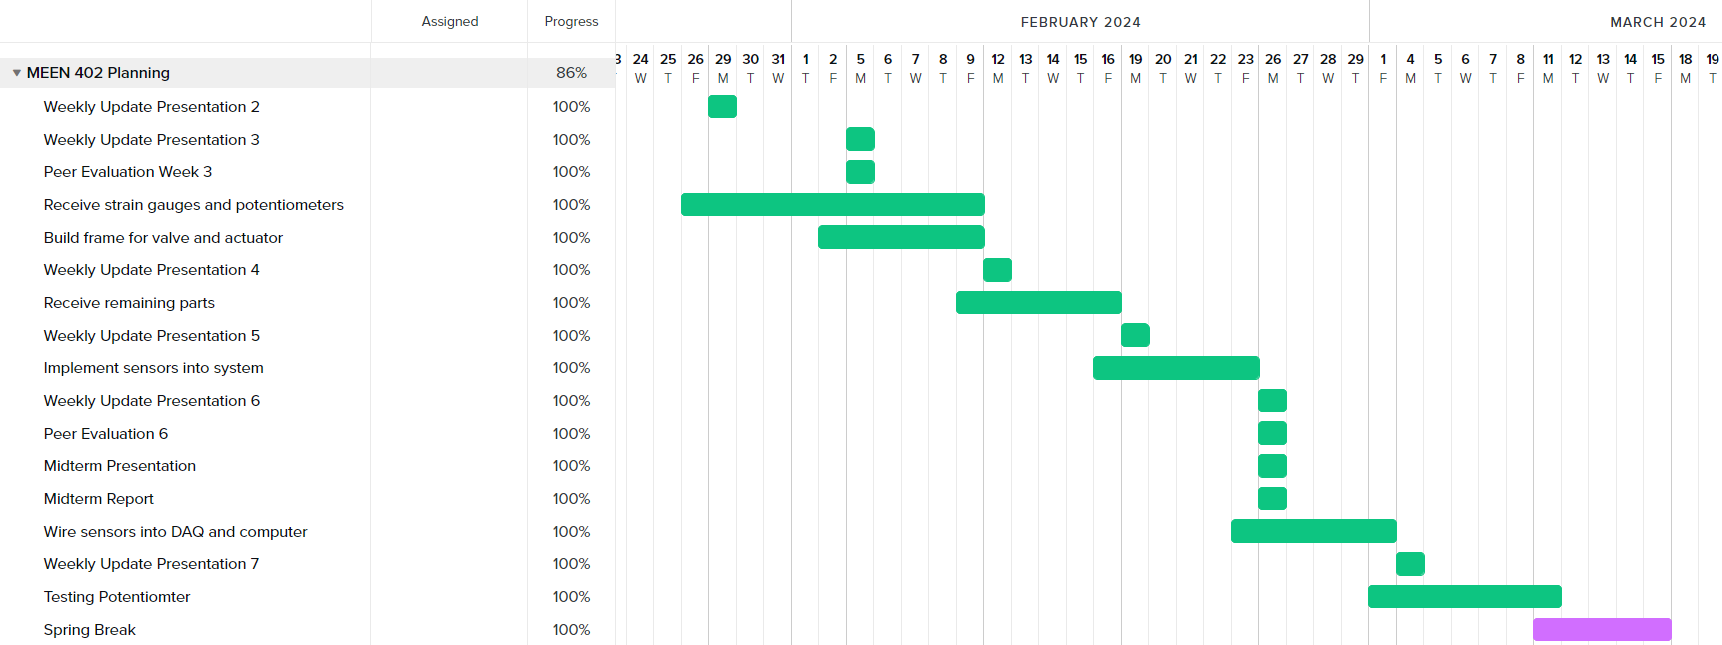 Assigned Progress FEBRUARY 2024 MARCH 2024
24 25 26 29 30 31 1 2 5 6 7 8 9 12 13 14 15 16 19 20 21 22 23 26 27 28 29 1 4 5 6 7 8 11 12 13 14 15 18 19
W T F M T W T F M T W T F M T W T F M T W T F M T W T F M T W T F M T W T F M T
MEEN 402 Planning 86%
Weekly Update Presentation 2 100%
Weekly Update Presentation 3 100%
Peer Evaluation Week 3 100%
Receive strain gauges and potentiometers 100%
Build frame for valve and actuator 100%
Weekly Update Presentation 4 100%
Receive remaining parts 100%
Weekly Update Presentation 5 100%
Implement sensors into system 100%
Weekly Update Presentation 6 100%
Peer Evaluation 6 100%
Midterm Presentation 100%
Midterm Report 100%
Wire sensors into DAQ and computer 100%
Weekly Update Presentation 7 100%
Testing Potentiomter 100%
Spring Break 100%